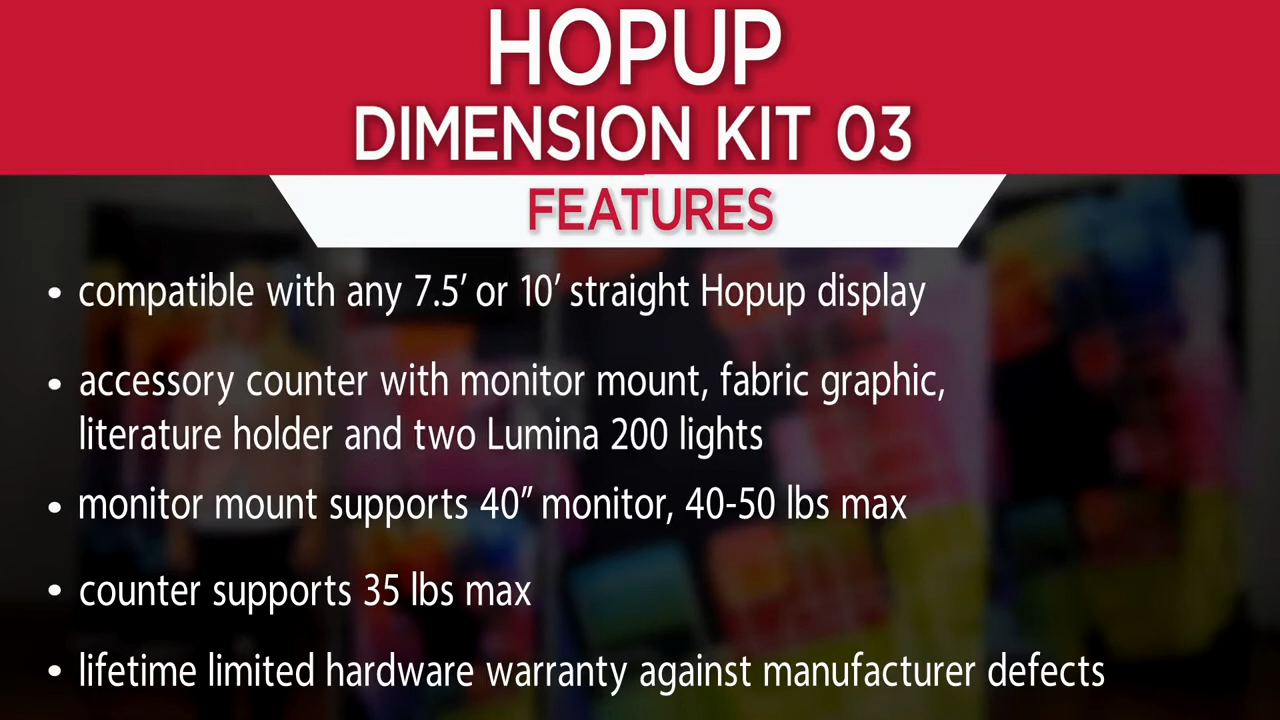 HOPUP
DIMENSION KIT 03
FEATURES
• compatible with any 7.5’ or 10’ straight Hopup display
• accessory counter with monitor mount, fabric graphic,
literature holder and two Lumina 200 lights
• monitor mount supports 40” monitor, 40-50 lbs max
• counter supports 35 lbs max
• lifetime limited hardware warranty against manufacturer defects